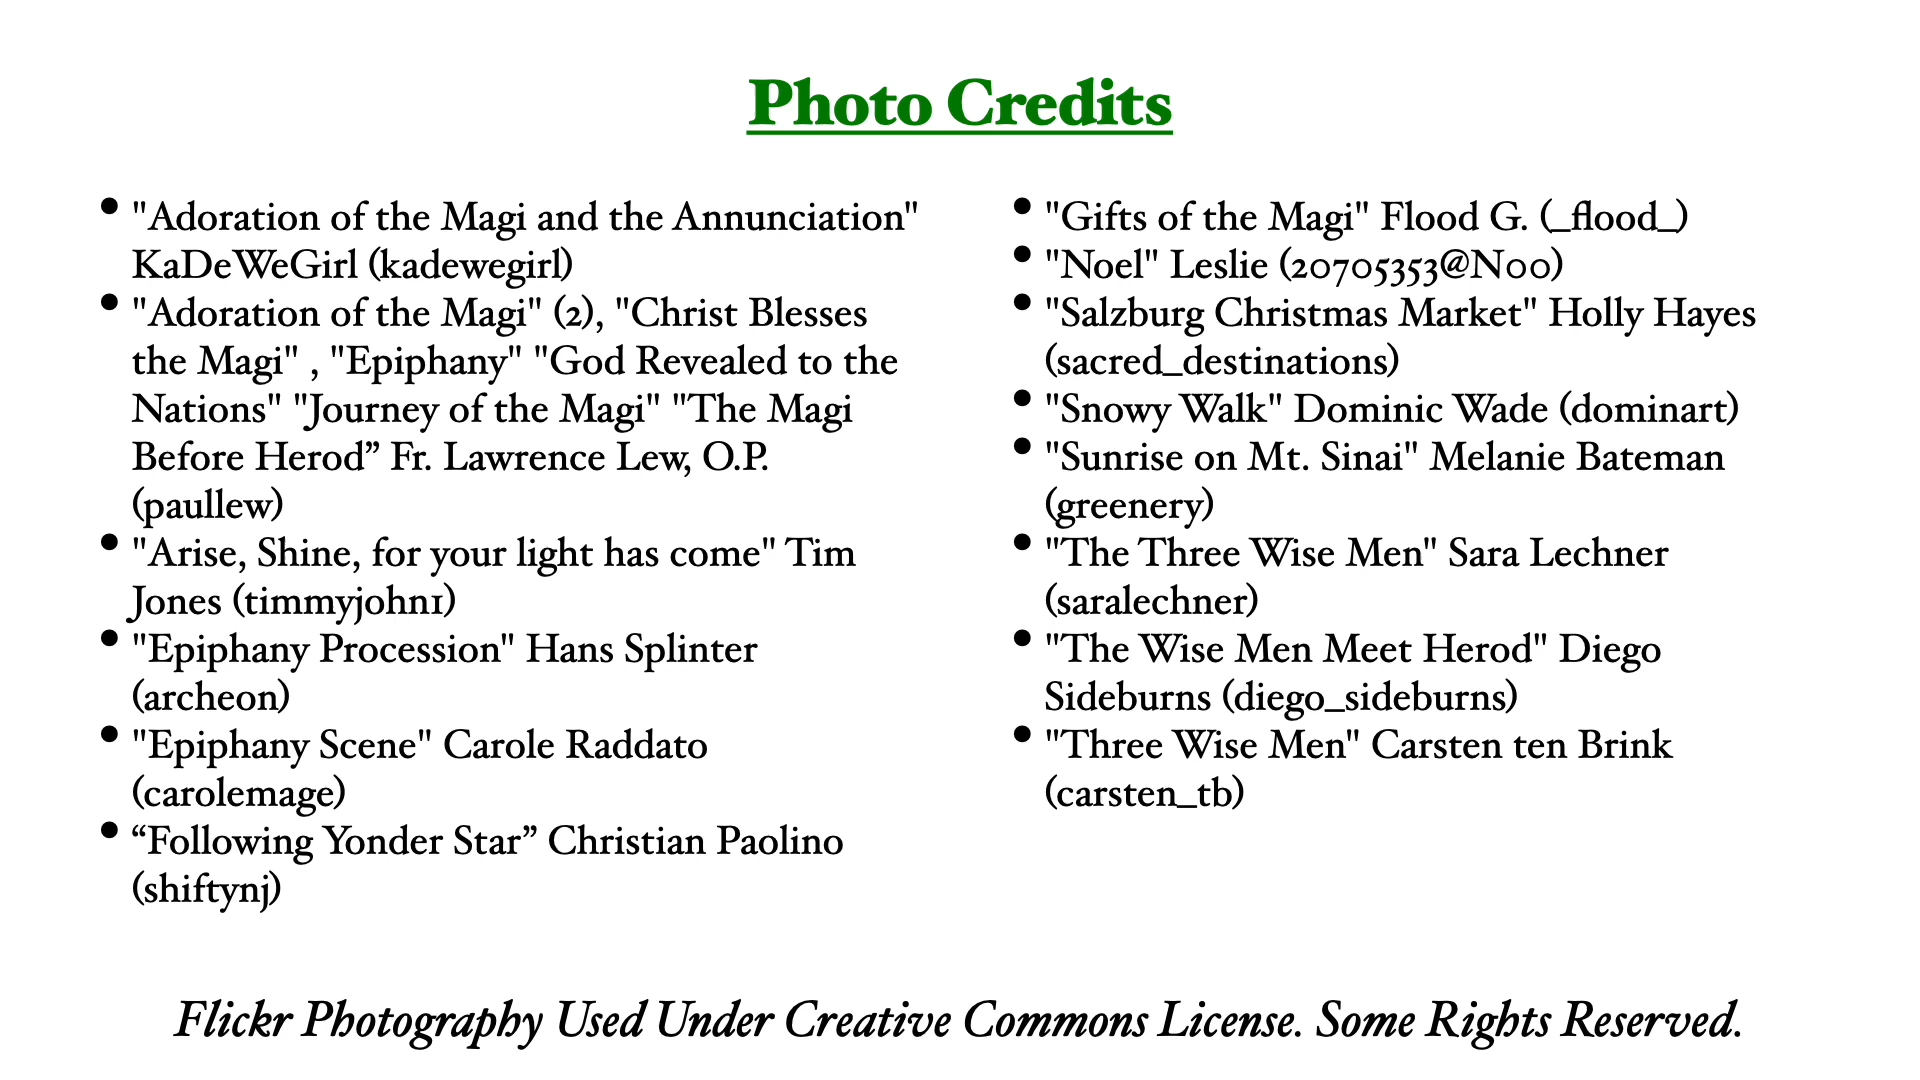 Photo Credits
"Adoration of the Magi and the Annunciation"
KaDeWeGirl (kadewegirl)
"Adoration of the Magi" (2), "Christ Blesses
the Magi" , "Epiphany" "God Revealed to the
Nations" "Journey of the Magi" "The Magi
Before Herod” Fr. Lawrence Lew, O.P.
(paullew)
"Arise, Shine, for your light has come" Tim
Jones (timmyjohn1)
"Epiphany Procession" Hans Splinter
(archeon)
"Epiphany Scene" Carole Raddato
(carolemage)
“Following Yonder Star” Christian Paolino
(shiftynj)
"Gifts of the Magi" Flood G. (_flood_)
"Noel" Leslie (20705353@N00)
"Salzburg Christmas Market" Holly Hayes
(sacred_destinations)
"Snowy Walk" Dominic Wade (dominart)
"Sunrise on Mt. Sinai" Melanie Bateman
(greenery)
"The Three Wise Men" Sara Lechner
(saralechner)
"The Wise Men Meet Herod" Diego
Sideburns (diego_sideburns)
"Three Wise Men" Carsten ten Brink
(carsten_tb)
Flickr Photography Used Under Creative Commons License. Some Rights Reserved.